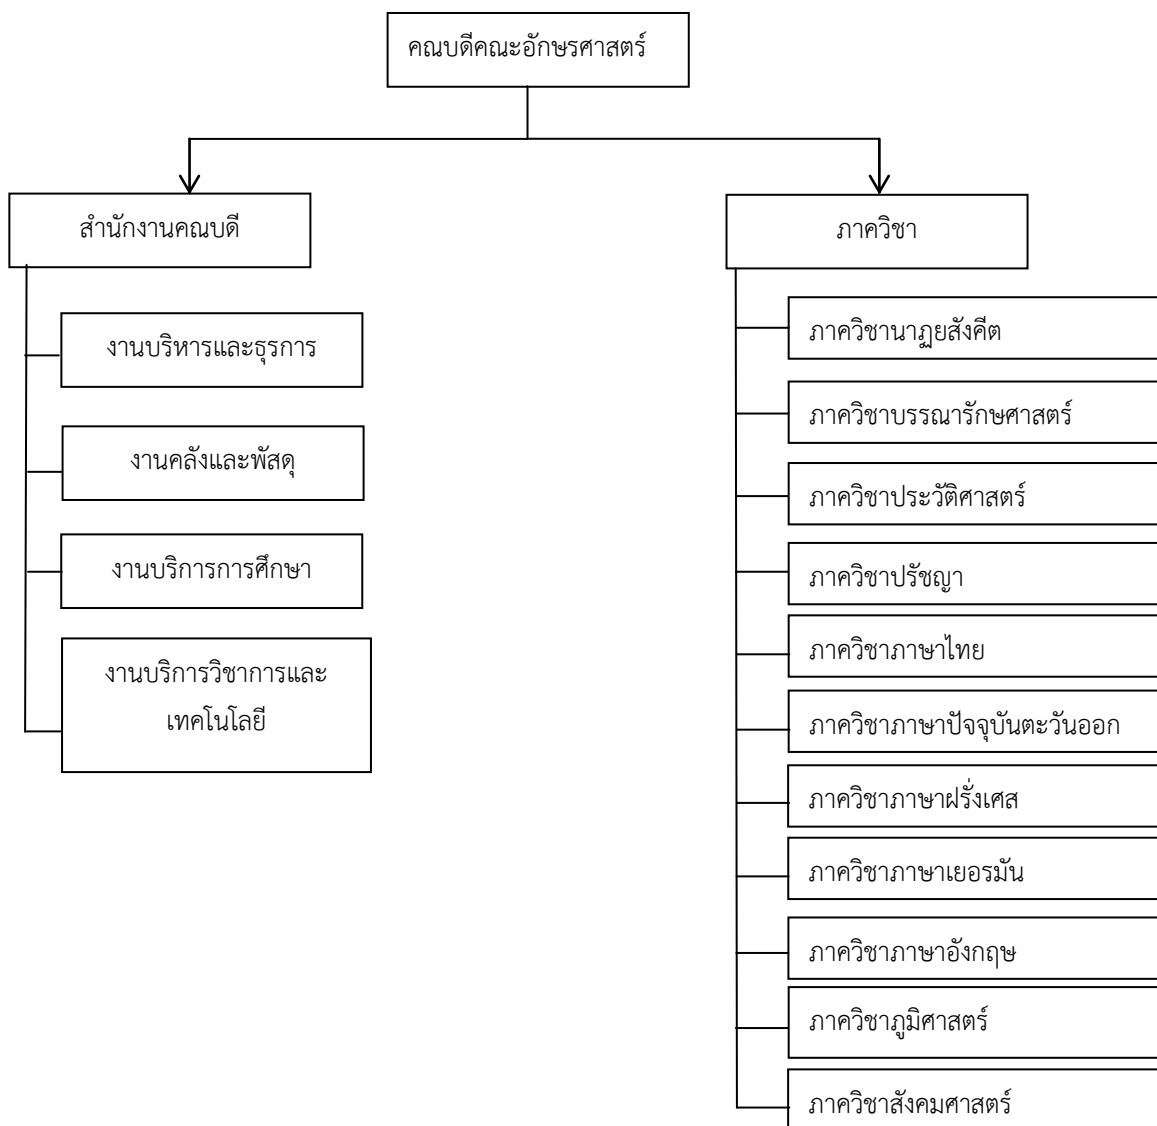 คณบดีคณะอักษรศาสตร์
สำนักงานคณบดี
งานบริหารและธุรการ
งานคลังและพัสดุ
งานบริการการศึกษา
งานบริการวิชาการและ
เทคโนโลยี
ภาควิชา
ภาควิชานาฏยสังคีต
ภาควิชาบรรณารักษศาสตร์
ภาควิชาประวัติศาสตร์
ภาควิชาปรัชญา
ภาควิชาภาษาไทย
ภาควิชาภาษาปัจจุบันตะวันออก
ภาควิชาภาษาฝรั่งเศส
ภาควิชาภาษาเยอรมัน
ภาควิชาภาษาอังกฤษ
ภาควิชาภูมิศาสตร์
ภาควิชาสังคมศาสตร์